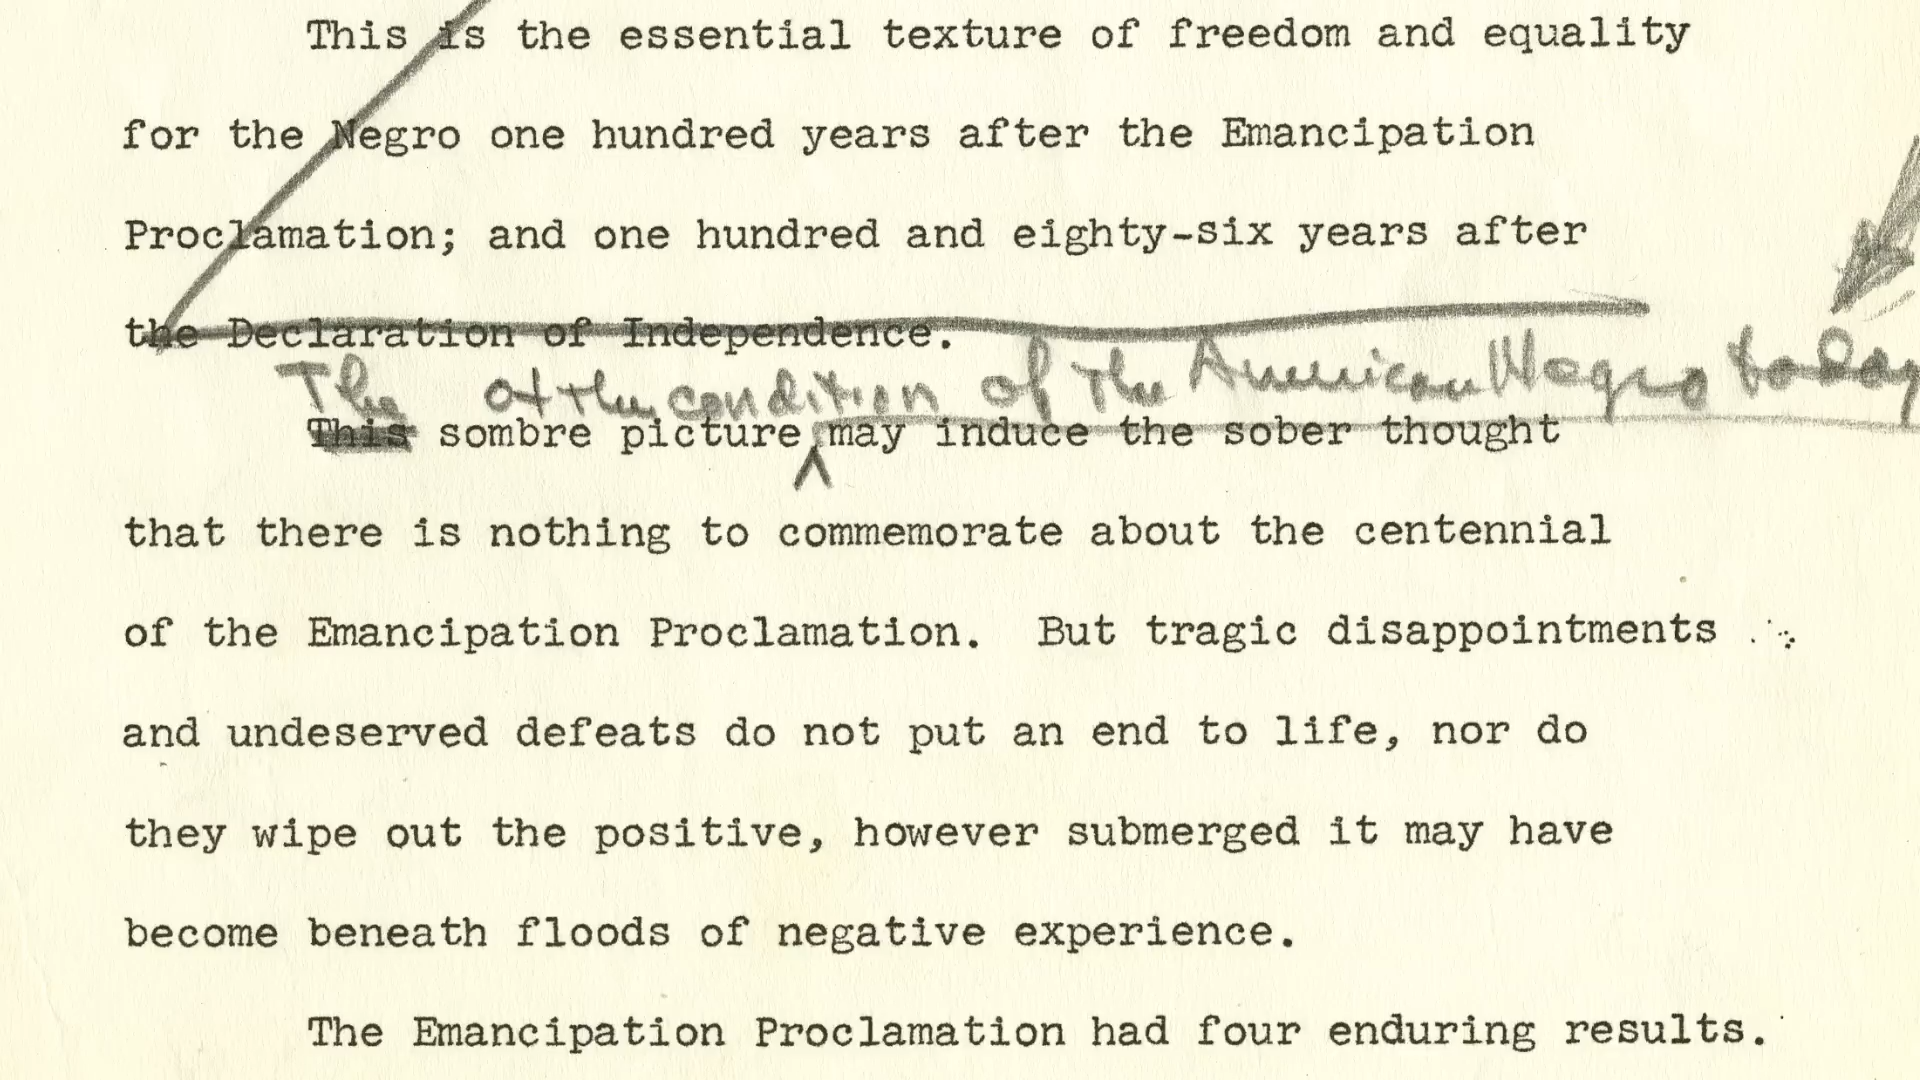 This is the essential texture of freedom and equality
for the Negro one hundred years after the Emancipation
Proclamation; and one hundred and eighty-six years after
the Declaration of Independence.
The of the condition of the American Negro today
This sombre picture may induce the sober thought
that there is nothing to commemorate about the centennial
of the Emancipation Proclamation. But tragic disappointments
and undeserved defeats do not put an end to life, nor do
they wipe out the positive, however submerged it may have
become beneath floods of negative experience.
The Emancipation Proclamation had four enduring results.